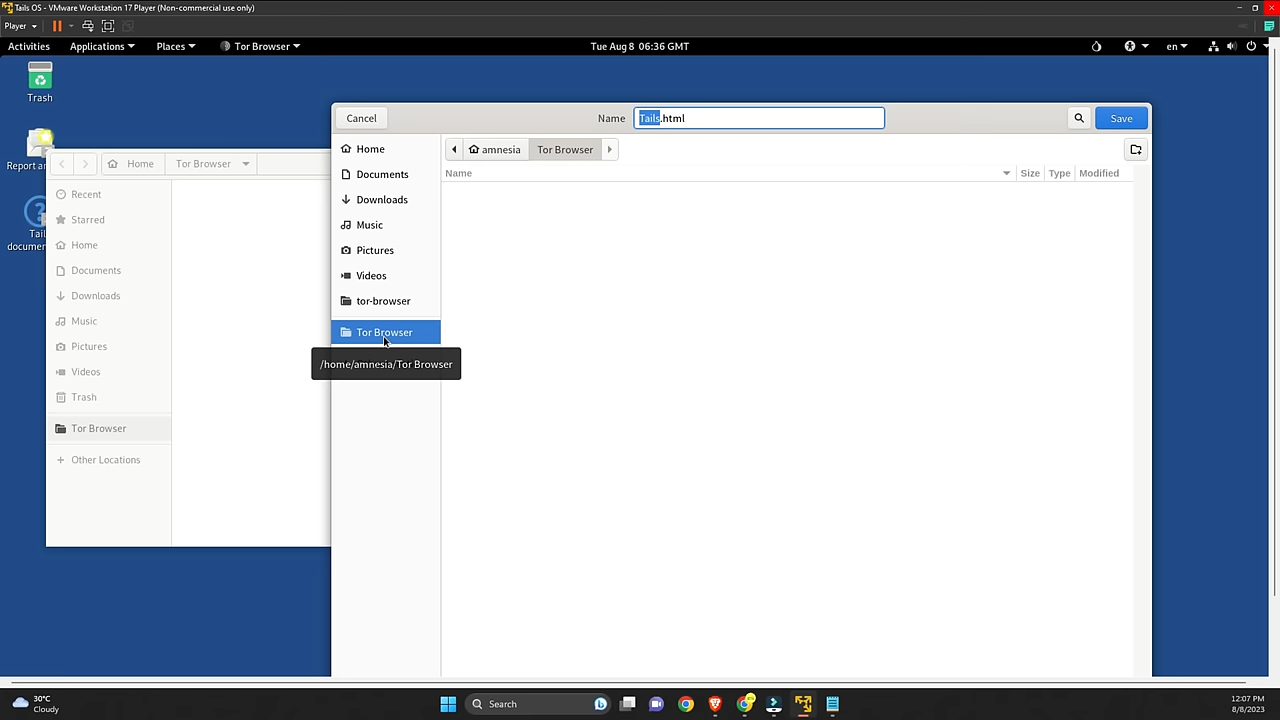 Tails OS - VMware Workstation 17 Player (Non-commercial use only)
Player
Activities Applications Places Tor Browser Tue Aug 8 06:36 GMT en
Trash
Report an
Tail
documen
Home Tor Browser
Recent
Starred
Home
Documents
Downloads
Music
Pictures
Videos
Trash
Tor Browser
Other Locations
Cancel Name Tails.html Save
Home
Documents
Downloads
Music
Pictures
Videos
tor-browser
Tor Browser
/home/amnesia/Tor Browser
amnesia Tor Browser
Name Size Type Modified
30°C
Cloudy
Search
12:07 PM
8/8/2023